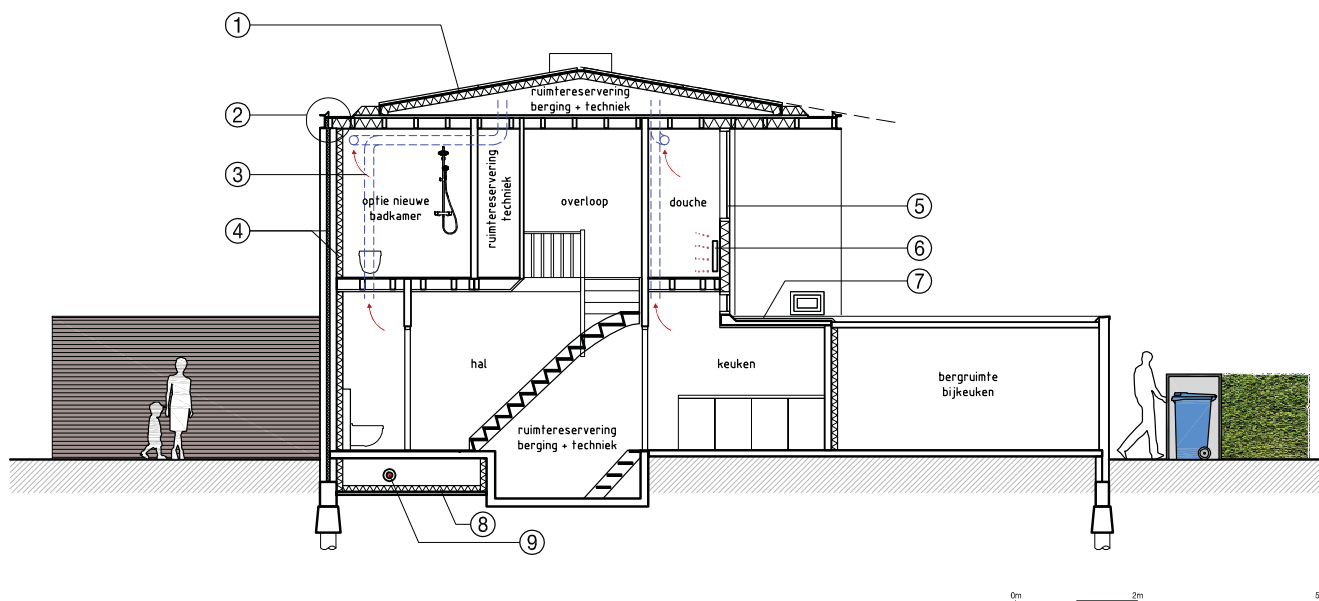 1
ruimtereservering
berging + techniek
2
3
optie nieuwe
badkamer
ruimtereservering
techniek
overloop
douche
4
5
6
7
hal
keuken
bergruimte
bijkeuken
ruimtereservering
berging + techniek
8
9
0m
2m
5